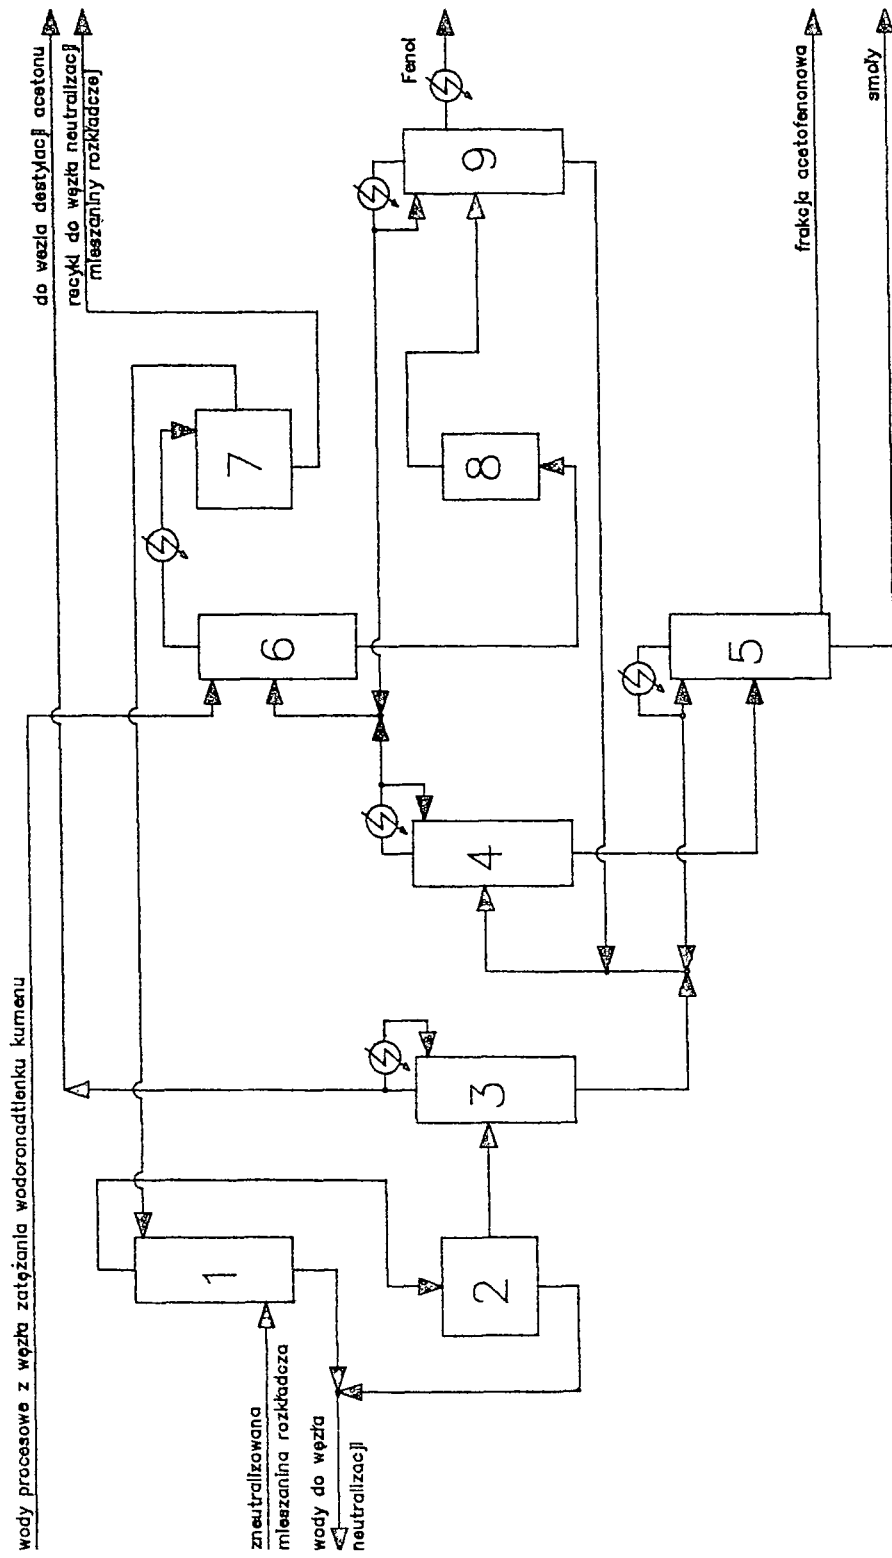 wody procesowe z węzła zatężania wodoronadtlenku kumenu
do węzła destylacji acetonu
recykl do węzła neutralizacji
mieszaniny rozkładczej
zneutralizowana
mieszanina rozkładcza
wody do węzła
neutralizacji
1
2
3
4
5
6
7
8
9
Fenol
frakcja acetofenonowa
smoły